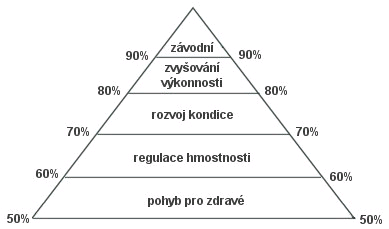 závodní
90% 90%
zvyšování
výkonnosti
80% 80%
rozvoj kondice
70% 70%
regulace hmostnosti
60% 60%
pohyb pro zdravé
50% 50%